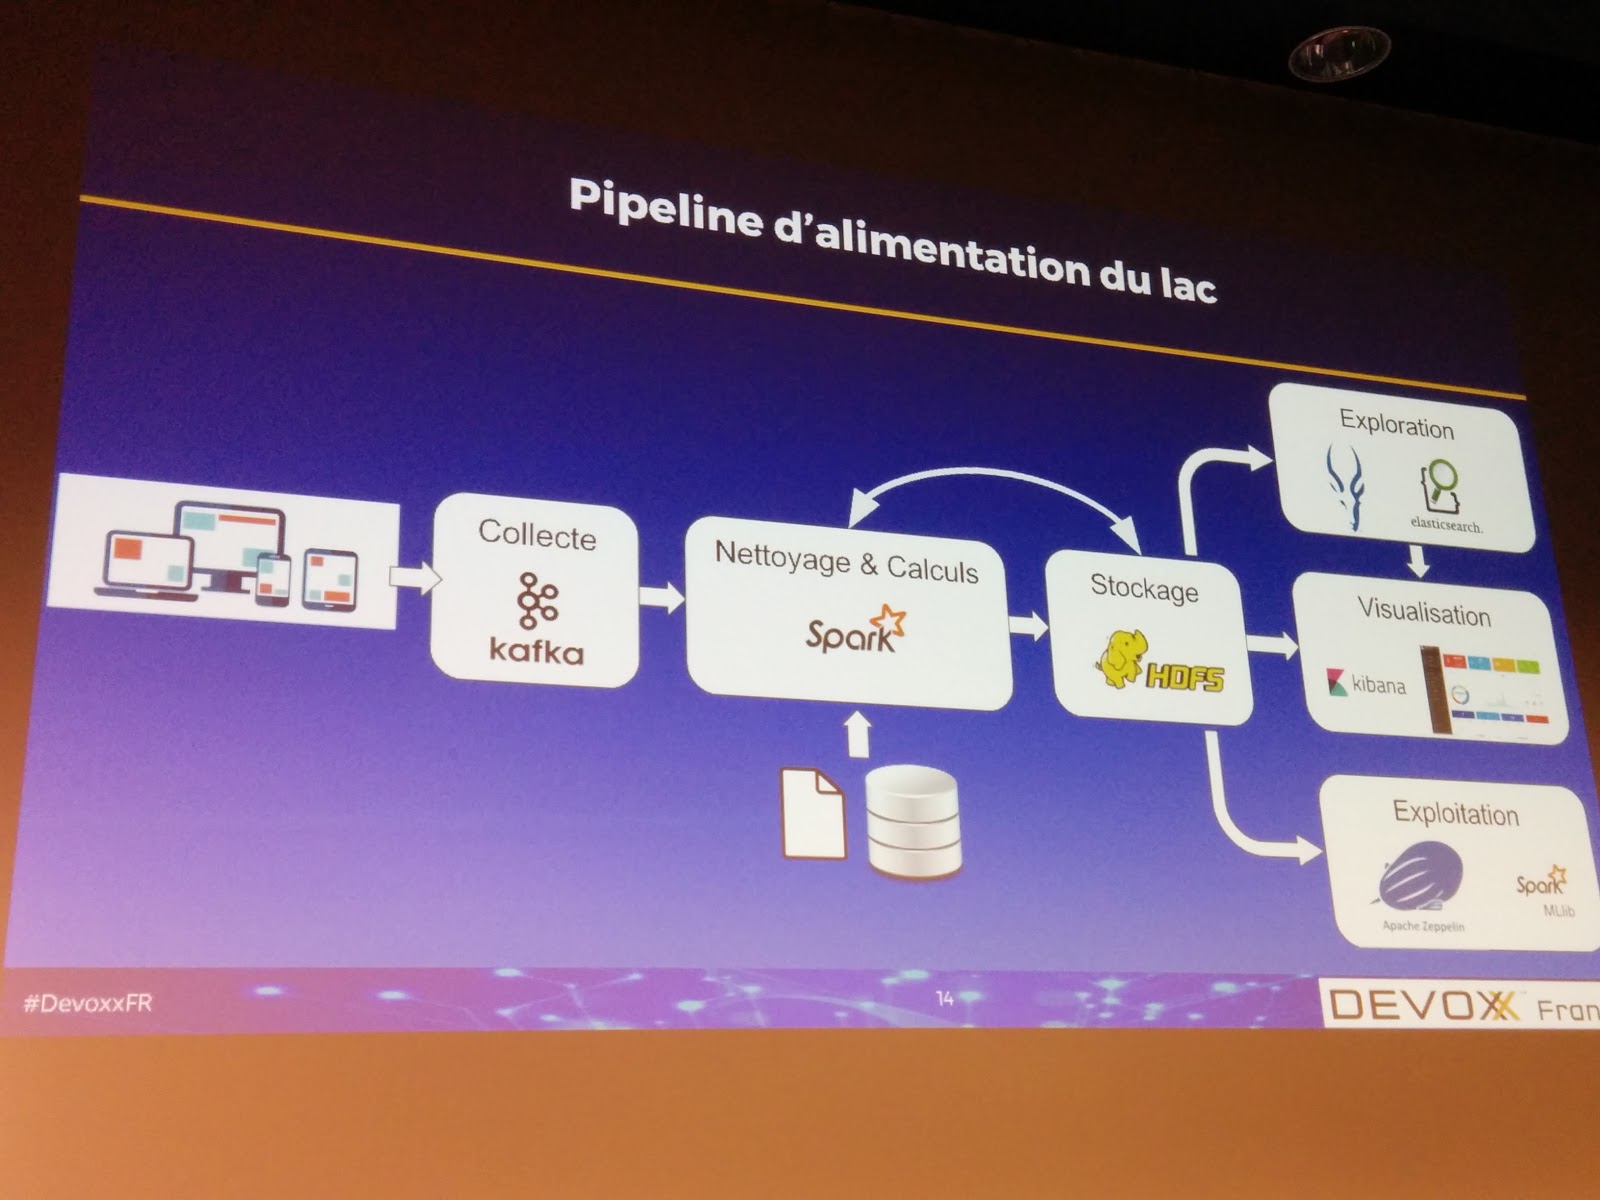 Pipeline d'alimentation du lac
Collecte
kafka
Nettoyage & Calculs
Spark
Stockage
HDFS
Exploration
elasticsearch.
Visualisation
kibana
Exploitation
Apache Zeppelin
Spark
MLlib
#DevoxxFR
14
DEVOXX Fran